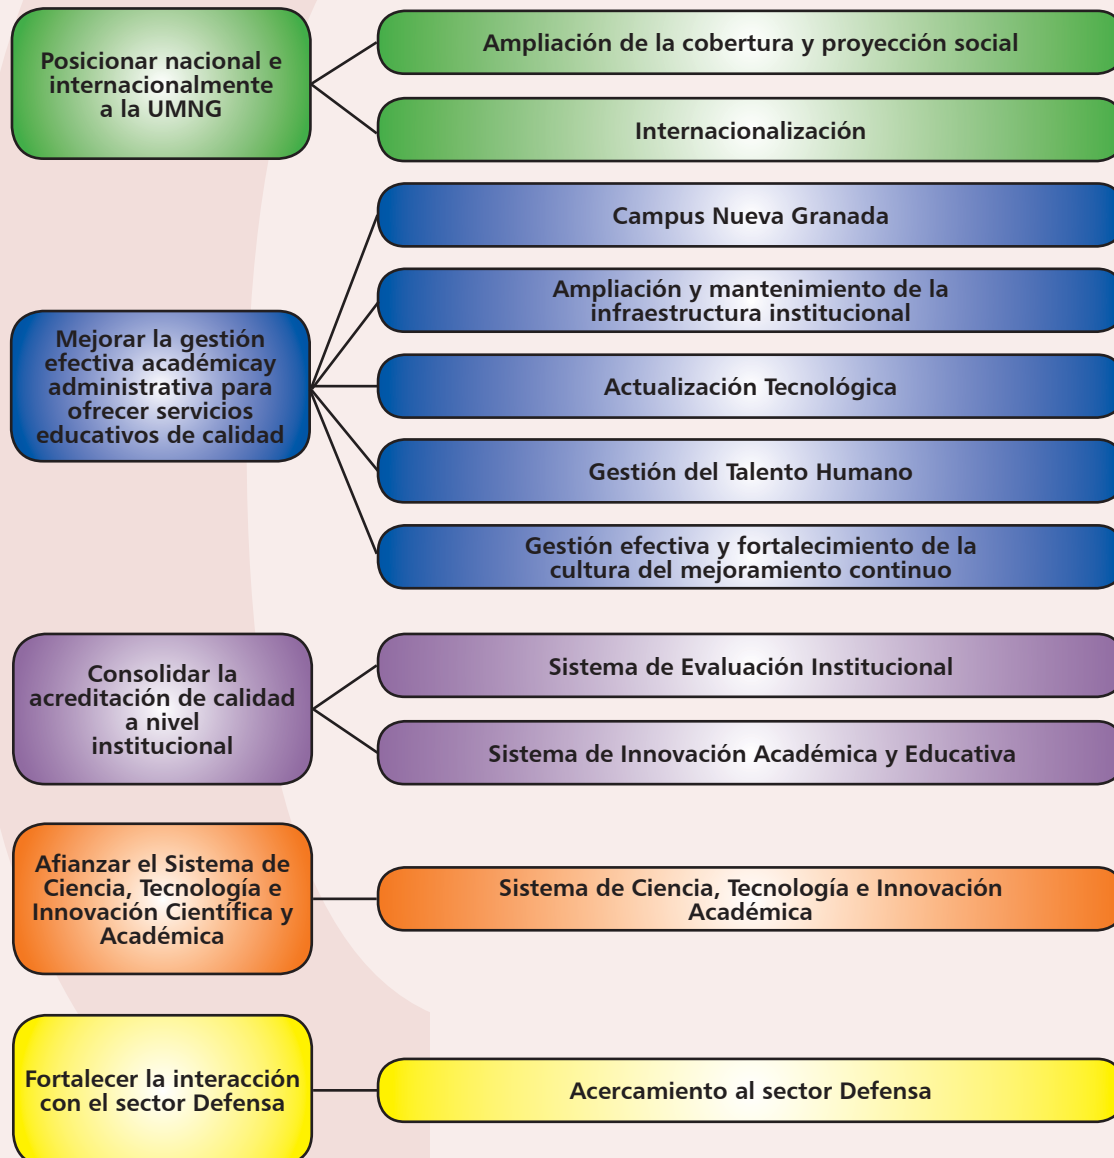 Posicionar nacional e
internacionalmente
a la UMNG
Ampliación de la cobertura y proyección social
Internacionalización
Mejorar la gestión
efectiva académicay
administrativa para
ofrecer servicios
educativos de calidad
Campus Nueva Granada
Ampliación y mantenimiento de la
infraestructura institucional
Actualización Tecnológica
Gestión del Talento Humano
Gestión efectiva y fortalecimiento de la
cultura del mejoramiento continuo
Consolidar la
acreditación de calidad
a nivel
institucional
Sistema de Evaluación Institucional
Sistema de Innovación Académica y Educativa
Afianzar el Sistema de
Ciencia, Tecnología e
Innovación Científica y
Académica
Sistema de Ciencia, Tecnología e Innovación
Académica
Fortalecer la interacción
con el sector Defensa
Acercamiento al sector Defensa